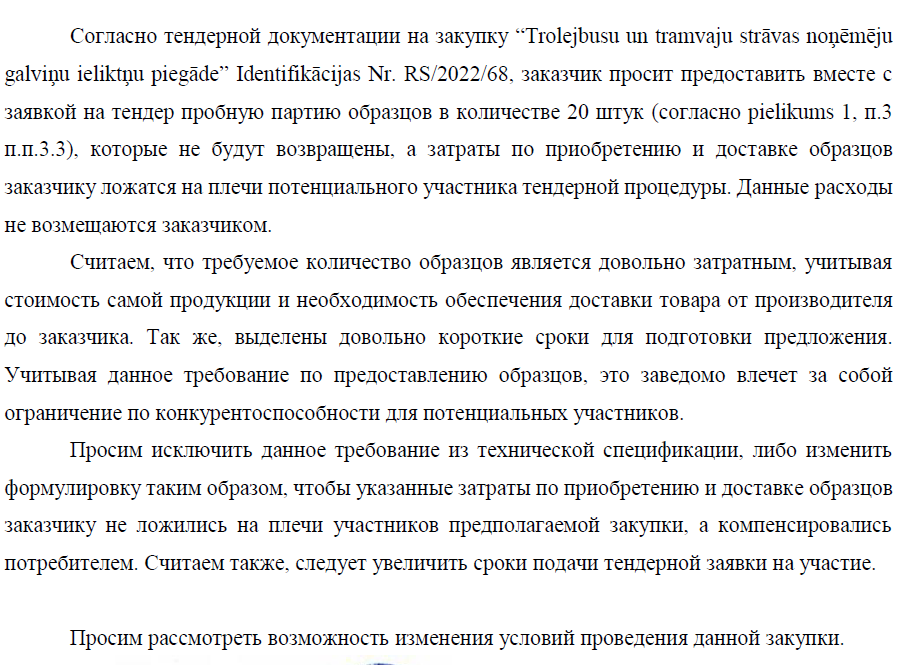 Согласно тендерной документации на закупку “Trolejbusu un tramvaju strāvas noņēmēju
galviņu ieliktņu piegāde” Identifikācijas Nr. RS/2022/68, заказчик просит предоставить вместе с
заявкой на тендер пробную партию образцов в количестве 20 штук (согласно pielikums 1, п.3
п.п.3.3), которые не будут возвращены, а затраты по приобретению и доставке образцов
заказчику ложатся на плечи потенциального участника тендерной процедуры. Данные расходы
не возмещаются заказчиком.
Считаем, что требуемое количество образцов является довольно затратным, учитывая
стоимость самой продукции и необходимость обеспечения доставки товара от производителя
до заказчика. Так же, выделены довольно короткие сроки для подготовки предложения.
Учитывая данное требование по предоставлению образцов, это заведомо влечет за собой
ограничение по конкурентоспособности для потенциальных участников.
Просим исключить данное требование из технической спецификации, либо изменить
формулировку таким образом, чтобы указанные затраты по приобретению и доставке образцов
заказчику не ложились на плечи участников предполагаемой закупки, а компенсировались
потребителем. Считаем также, следует увеличить сроки подачи тендерной заявки на участие.
Просим рассмотреть возможность изменения условий проведения данной закупки.